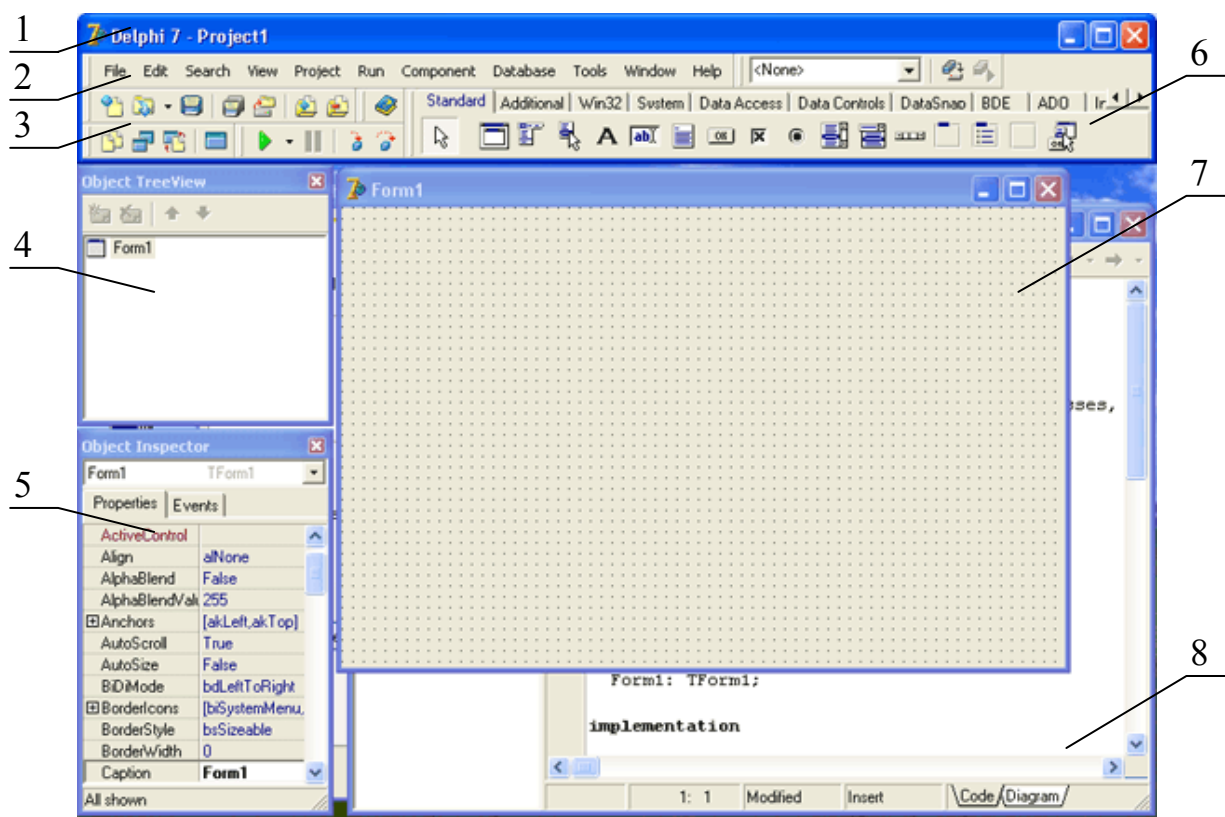 1
Delphi 7 - Project1
2
File Edit Search View Project Run Component Database Tools Window Help <None>
6
3
Standard Additional Win32 System Data Access Data Controls DataSnap BDE ADO
Object TreeView
Form1
7
4
Form1
sses,
Object Inspector
Form1 TForm1
5
Properties Events
ActiveControl
Align alNone
AlphaBlend False
AlphaBlendVal 255
Anchors [akLeft,akTop]
AutoScroll True
AutoSize False
BiDiMode bdLeftToRight
BorderIcons [biSystemMenu,
BorderStyle bsSizeable
BorderWidth 0
Caption Form1
All shown
8
Form1: TForm1;
implementation
1: 1 Modified Insert Code Diagram